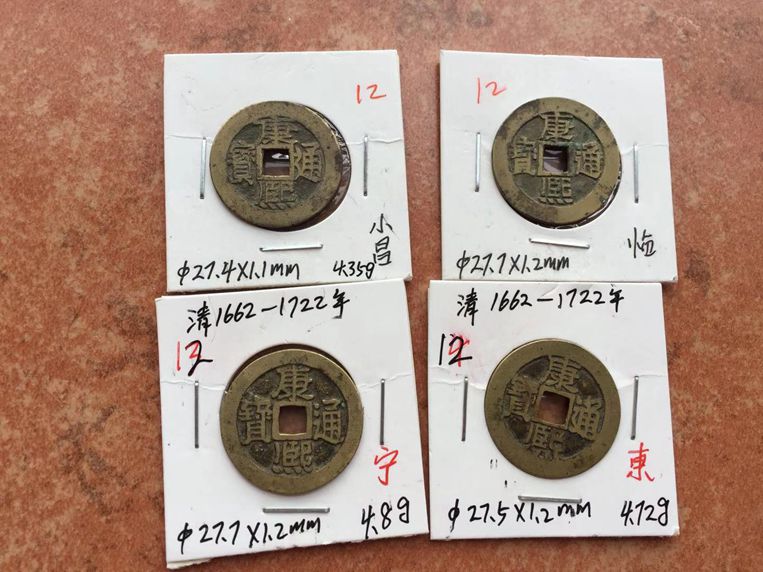 12
康熙通寶
小昌
φ27.4X1.1mm 4.35g
12
康熙通寶
φ27.7X1.2mm
清1662—1722年
12
康熙通寶
宁
φ27.7X1.2mm 4.8g
清1662—1722年
12
康熙通寶
東
φ27.5X1.2mm 4.72g